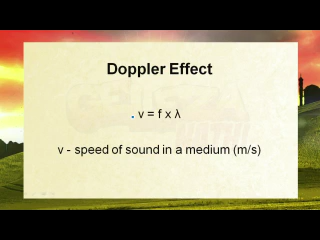 Doppler Effect
. v = f x λ
v - speed of sound in a medium (m/s)